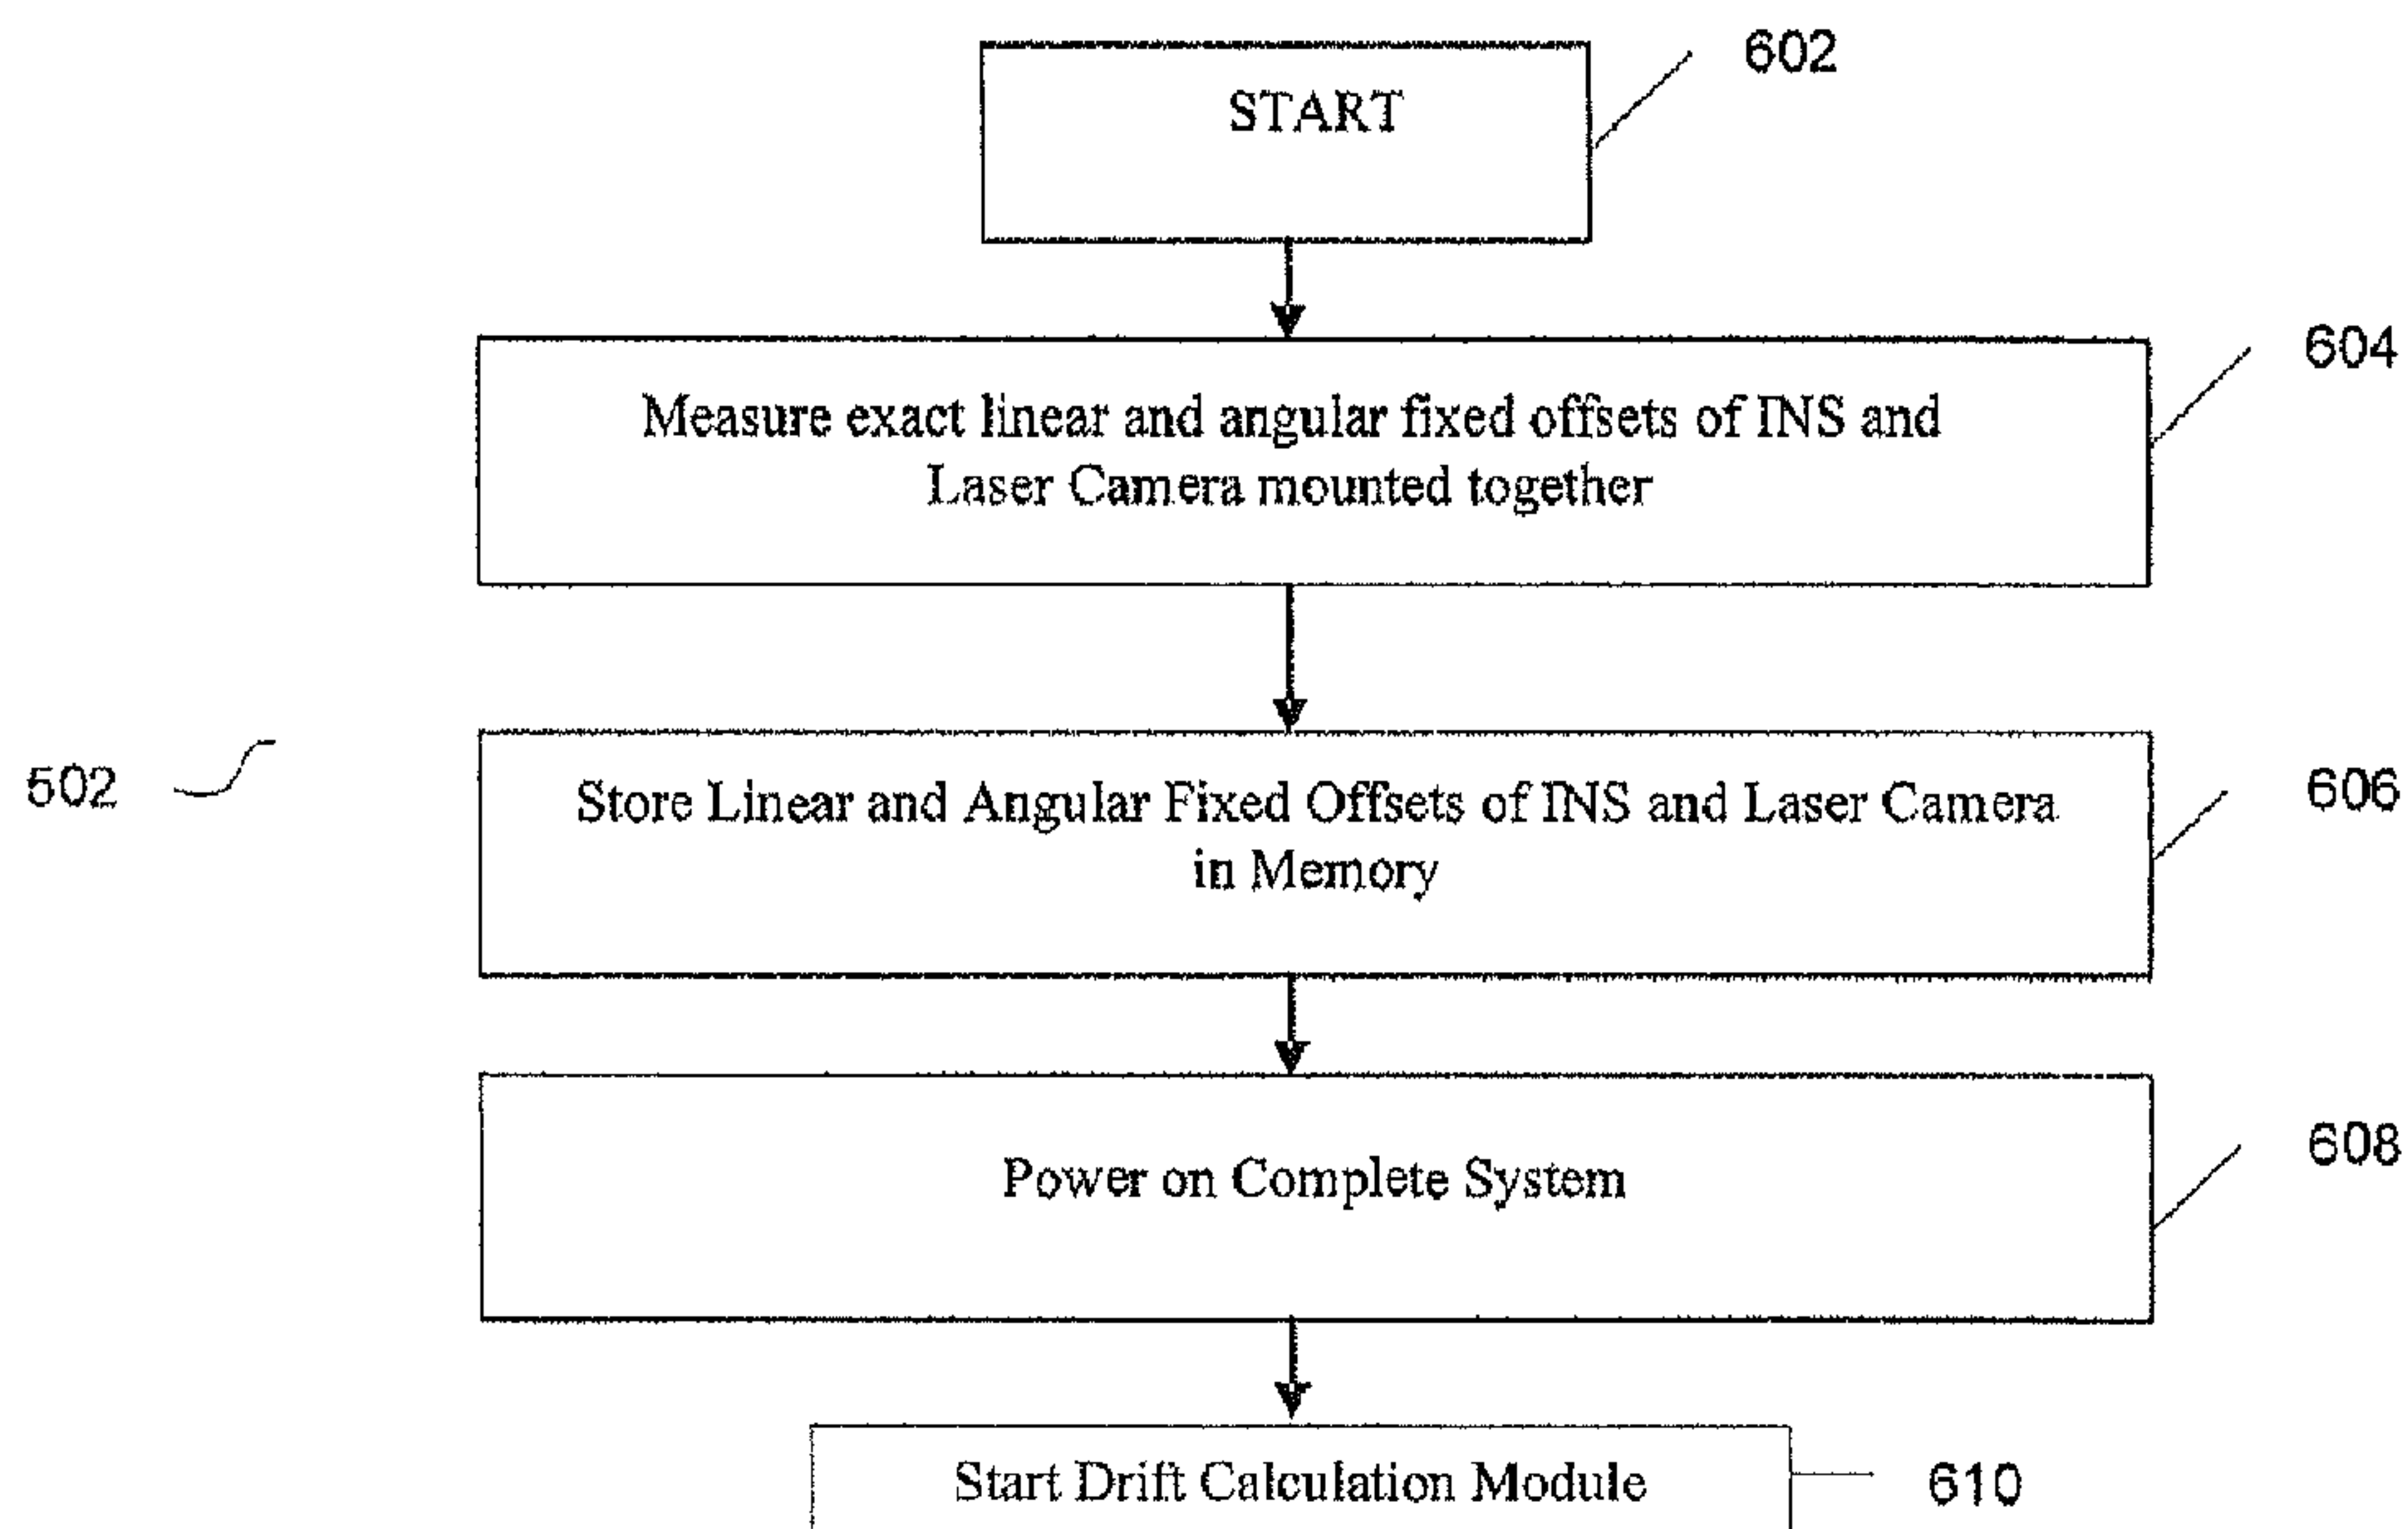 602
START
604
Measure exact linear and angular fixed offsets of INS and
Laser Camera mounted together
502
606
Store Linear and Angular Fixed Offsets of INS and Laser Camera
in Memory
608
Power on Complete System
Start Drift Calculation Module
610